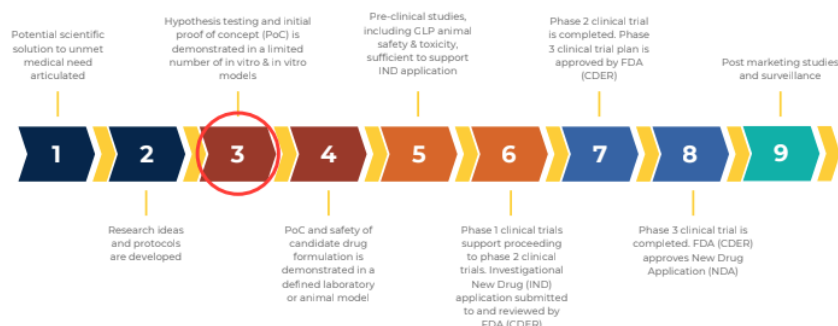 Potential scientific
solution to unmet
medical need
articulated
Hypothesis testing and initial
proof of concept (PoC) is
demonstrated in a limited
number of in vitro & in vitro
models
Pre-clinical studies,
including GLP animal
safety & toxicity,
sufficient to support
IND application
Phase 2 clinical trial
is completed. Phase
3 clinical trial plan is
approved by FDA
(CDER)
Post marketing studies
and surveillance
1
2
3
4
5
6
7
8
9
Research ideas
and protocols
are developed
PoC and safety of
candidate drug
formulation is
demonstrated in a
defined laboratory
or animal model
Phase 1 clinical trials
support proceeding
to phase 2 clinical
trials. Investigational
New Drug (IND)
application submitted
to and reviewed by
FDA (CDER)
Phase 3 clinical trial is
completed. FDA (CDER)
approves New Drug
Application (NDA)